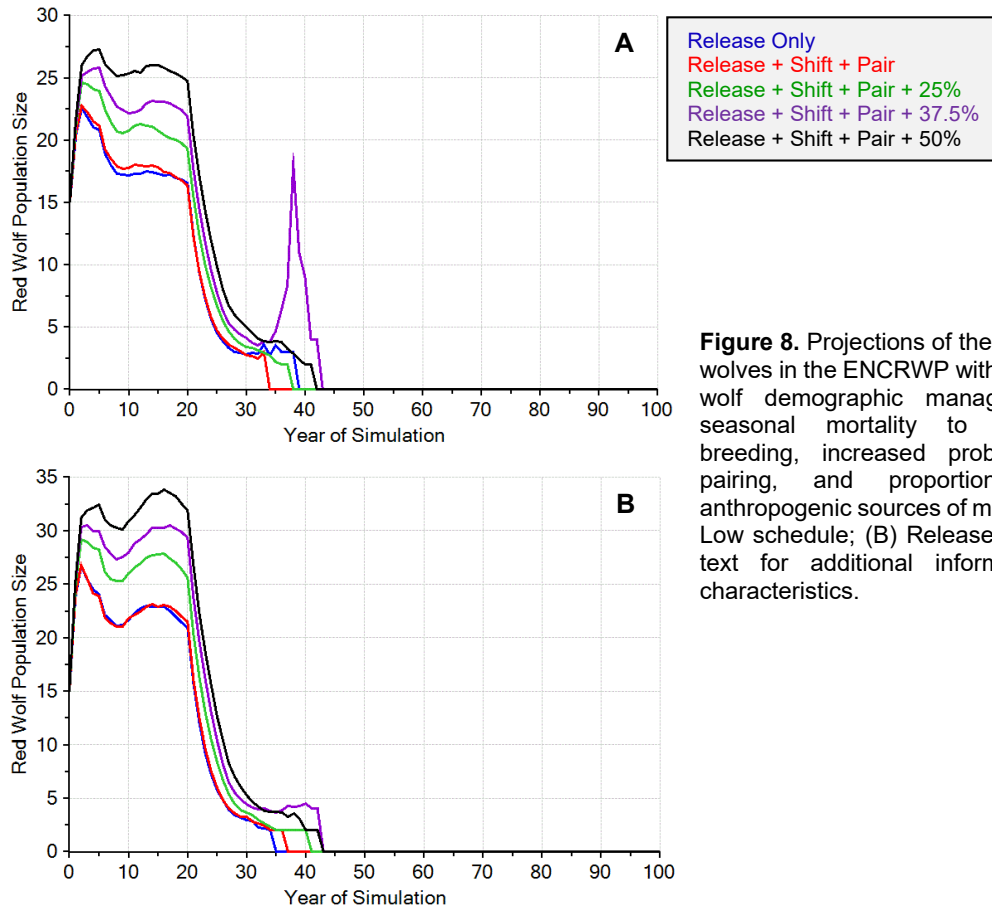 A
30
25
20
15
10
5
0
Red Wolf Population Size
0 10 20 30 40 50 60 70 80 90 100
Year of Simulation
Release Only
Release + Shift + Pair
Release + Shift + Pair + 25%
Release + Shift + Pair + 37.5%
Release + Shift + Pair + 50%
B
35
30
25
20
15
10
5
0
Red Wolf Population Size
0 10 20 30 40 50 60 70 80 90 100
Year of Simulation
Figure 8. Projections of the
wolves in the ENCRWP with
wolf demographic manag
seasonal mortality to
breeding, increased prob
pairing, and proportion
anthropogenic sources of m
Low schedule; (B) Release
text for additional inform
characteristics.